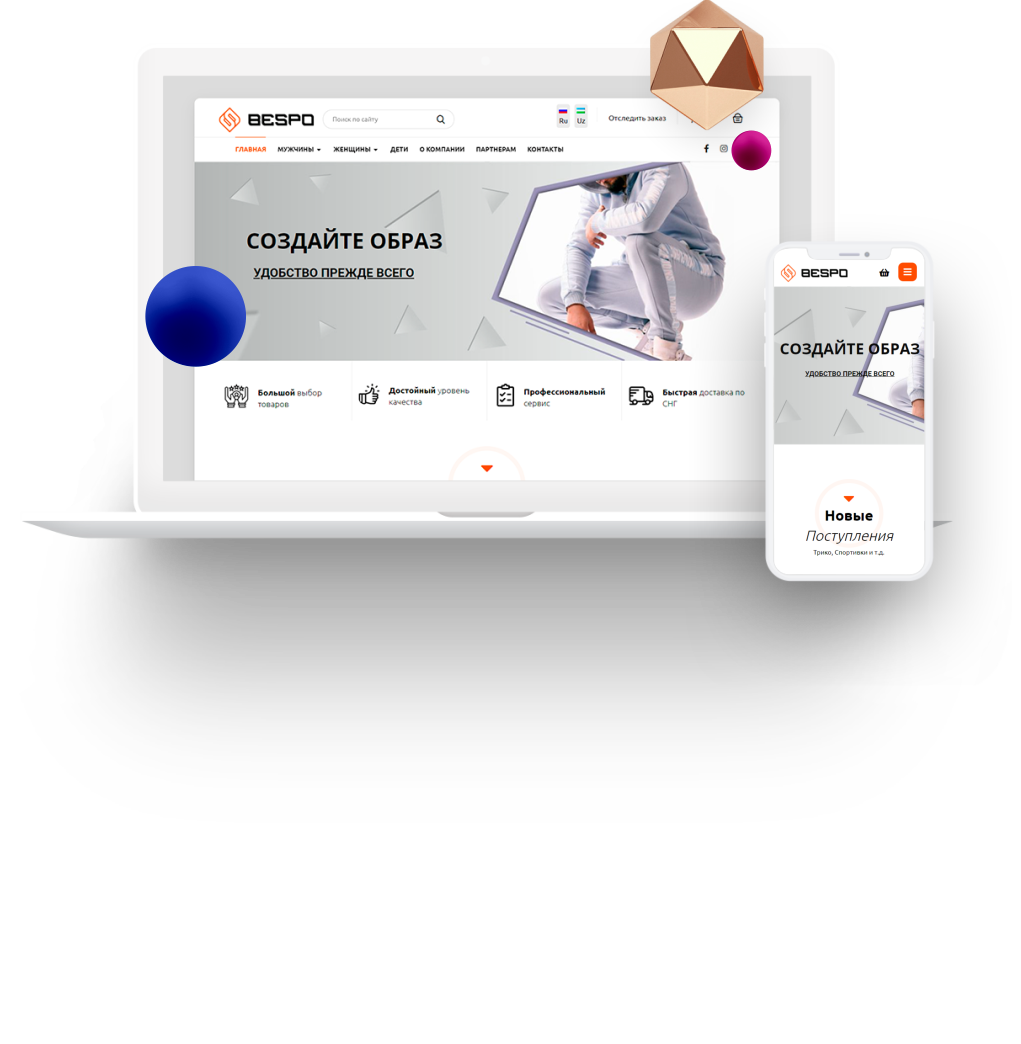 BESPO
Поиск по сайту
Ru
Uz
Отследить заказ
ГЛАВНАЯ МУЖЧИНЫ ЖЕНЩИНЫ ДЕТИ О КОМПАНИИ ПАРТНЕРАМ КОНТАКТЫ
СОЗДАЙТЕ ОБРАЗ
УДОБСТВО ПРЕЖДЕ ВСЕГО
Большой выбор
товаров
Достойный уровень
качества
Профессиональный
сервис
Быстрая доставка по
СНГ
BESPO
СОЗДАЙТЕ ОБРАЗ
УДОБСТВО ПРЕЖДЕ ВСЕГО
Новые
Поступления
Трико, Спортивки и т.д.